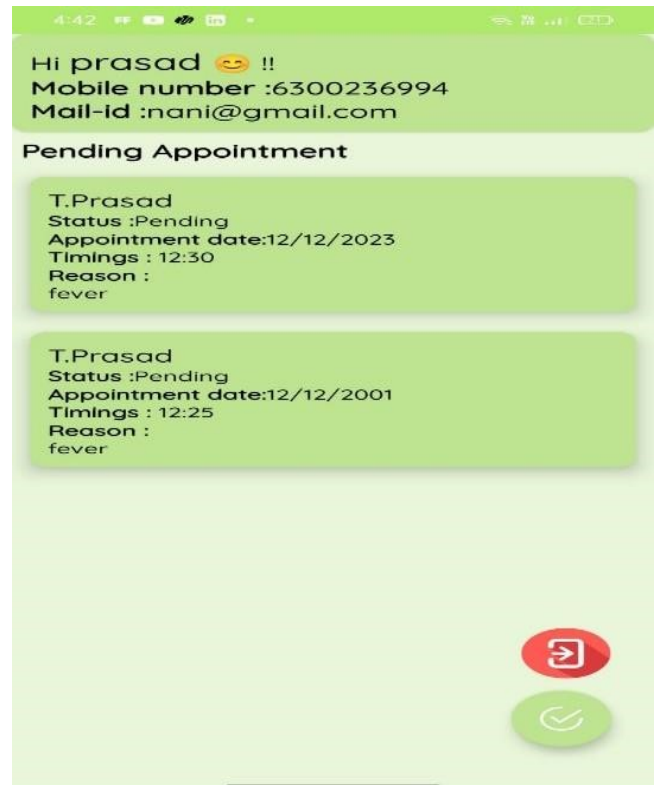 4:42
Hi prasad 😊 !!
Mobile number :6300236994
Mail-id :nani@gmail.com
Pending Appointment
T.Prasad
Status :Pending
Appointment date:12/12/2023
Timings : 12:30
Reason :
fever
T.Prasad
Status :Pending
Appointment date:12/12/2001
Timings : 12:25
Reason :
fever